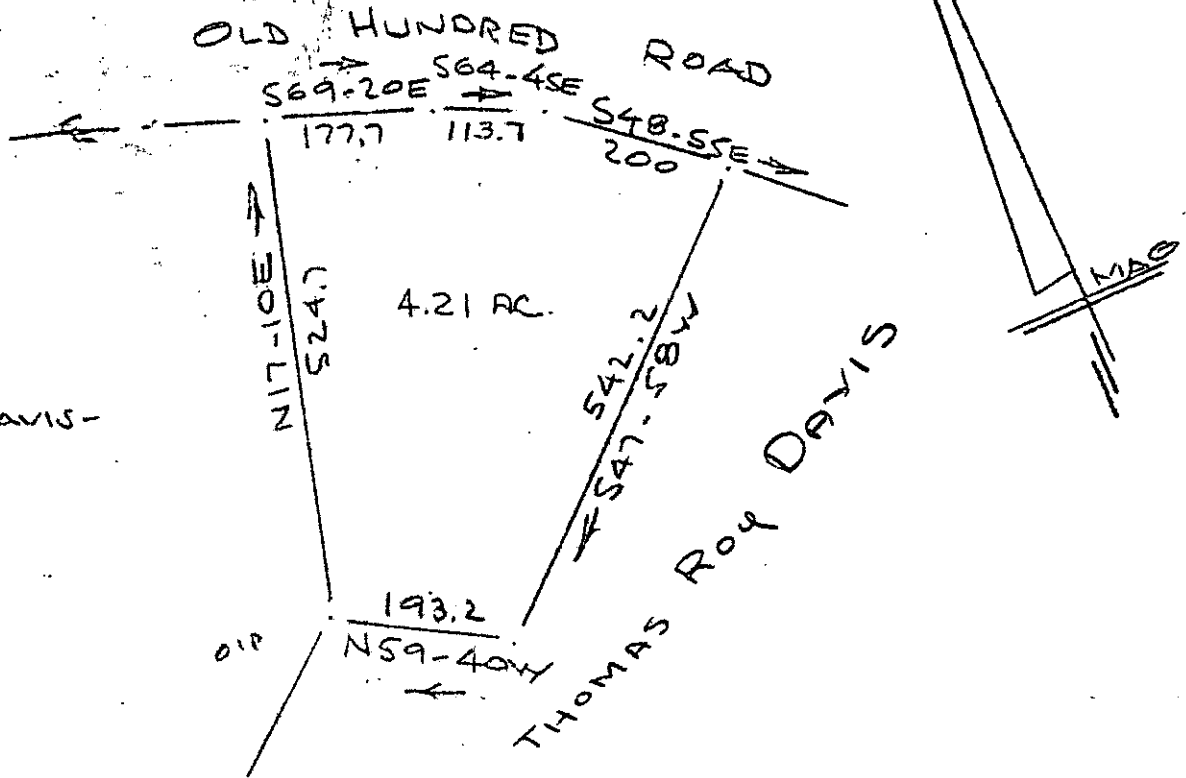 OLD HUNDRED ROAD
S69-20E S64-45E S48-55E
177.7 113.7 200
N17-10E
524.7
4.21 AC.
542.2
S47-58W
MAG
AVIS-
THOMAS ROY DAVIS
193.2
N59-40W
OIP